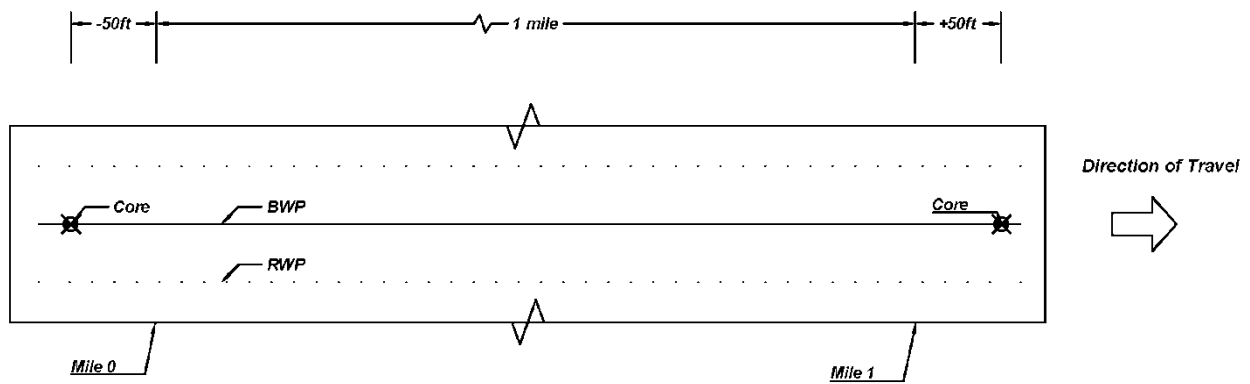 -50ft
1 mile
+50ft
Direction of Travel
Core
BWP
Core
RWP
Mile 0
Mile 1